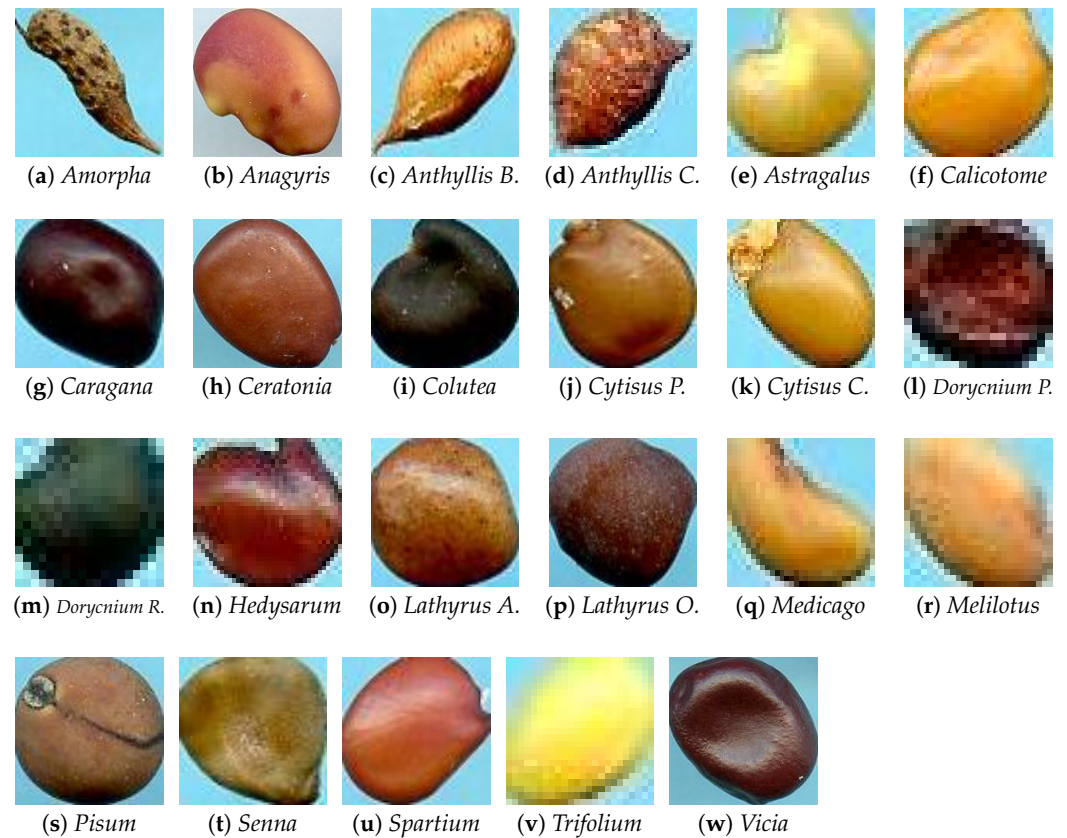 (a) Amorpha (b) Anagyris (c) Anthyllis B. (d) Anthyllis C. (e) Astragalus (f) Calicotome
(g) Caragana (h) Ceratonia (i) Colutea (j) Cytisus P. (k) Cytisus C. (l) Dorycnium P.
(m) Dorycnium R. (n) Hedysarum (o) Lathyrus A. (p) Lathyrus O. (q) Medicago (r) Melilotus
(s) Pisum (t) Senna (u) Spartium (v) Trifolium (w) Vicia